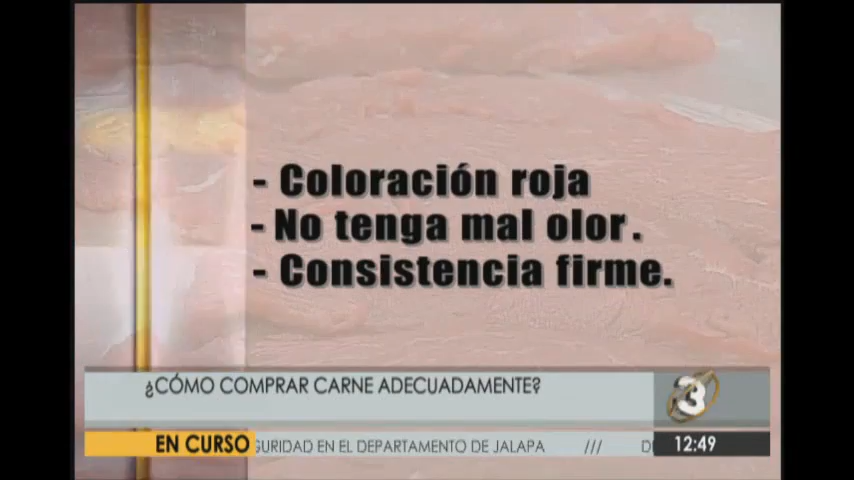 - Coloración roja
- No tenga mal olor.
- Consistencia firme.
¿CÓMO COMPRAR CARNE ADECUADAMENTE?
3
EN CURSO
GURIDAD EN EL DEPARTAMENTO DE JALAPA /// D
12:49